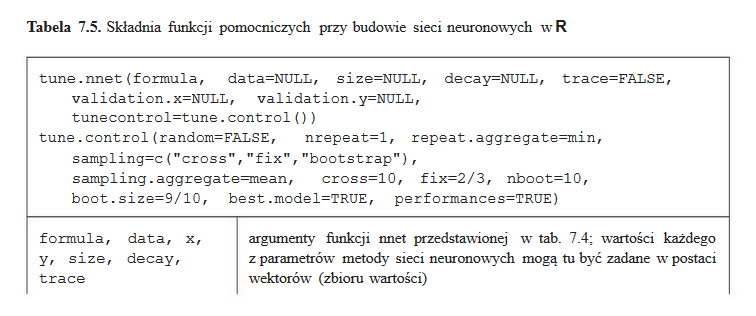 Tabela 7.5. Składnia funkcji pomocniczych przy budowie sieci neuronowych w R
tune.nnet(formula, data=NULL, size=NULL, decay=NULL, trace=FALSE,
validation.x=NULL, validation.y=NULL,
tunecontrol=tune.control())
tune.control(random=FALSE, nrepeat=1, repeat.aggregate=min,
sampling=c("cross","fix","bootstrap"),
sampling.aggregate=mean, cross=10, fix=2/3, nboot=10,
boot.size=9/10, best.model=TRUE, performances=TRUE)
formula, data, x,
y, size, decay,
trace
argumenty funkcji nnet przedstawionej w tab. 7.4; wartości każdego
z parametrów metody sieci neuronowych mogą tu być zadane w postaci
wektorów (zbioru wartości)